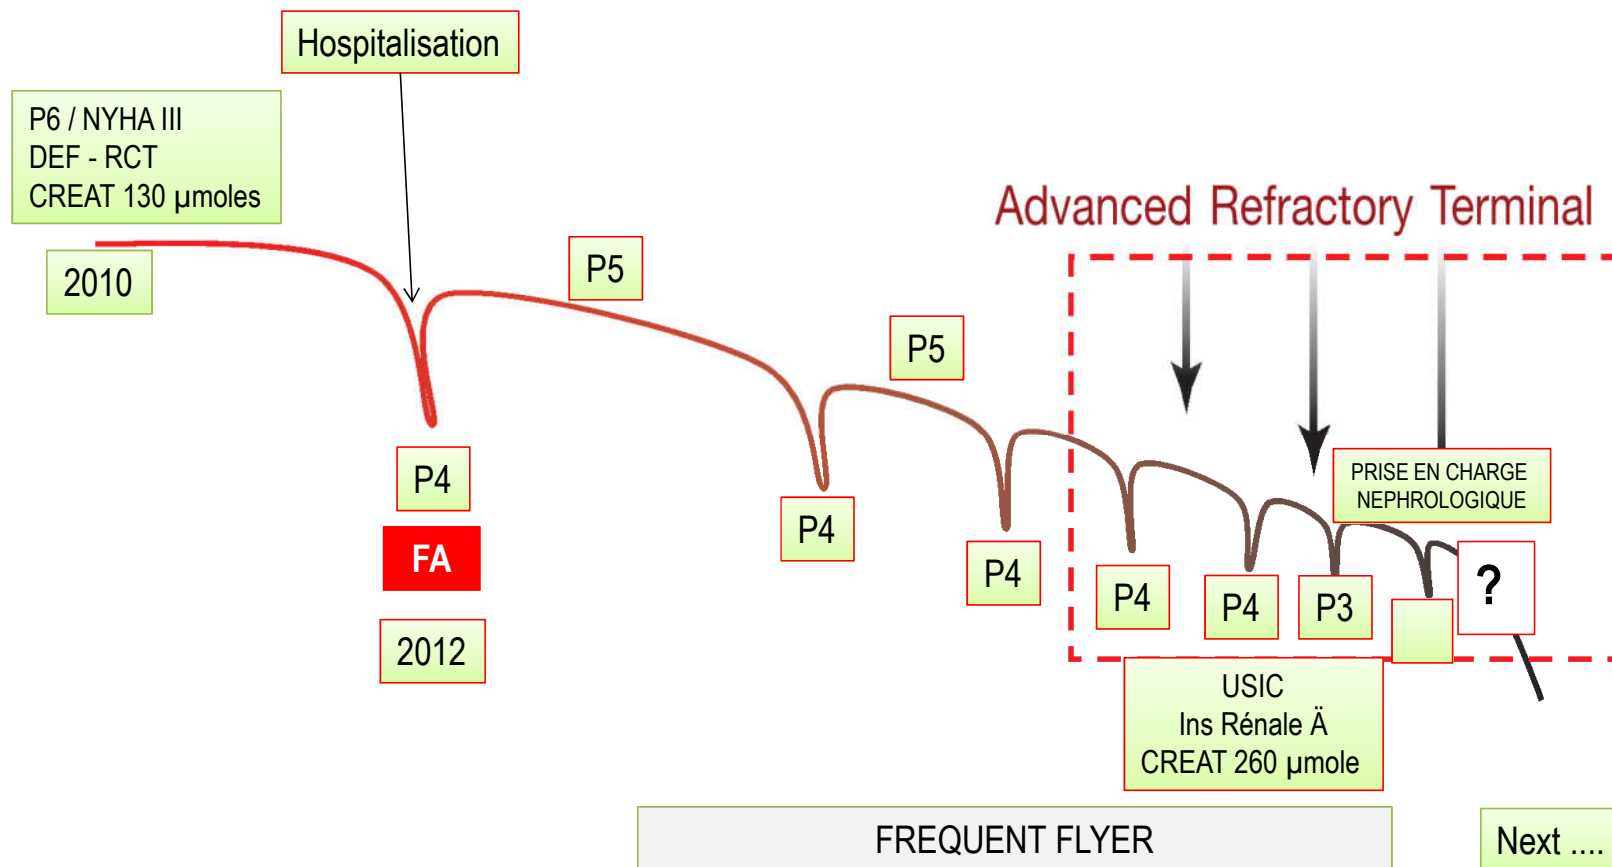 Hospitalisation
P6 / NYHA III
DEF - RCT
CREAT 130 µmoles
2010
P5
P5
Advanced Refractory Terminal
P4
FA
2012
P4
P4
P4
P4
P3
PRISE EN CHARGE
NEPHROLOGIQUE
?
USIC
Ins Rénale Ä
CREAT 260 µmole
FREQUENT FLYER
Next ....